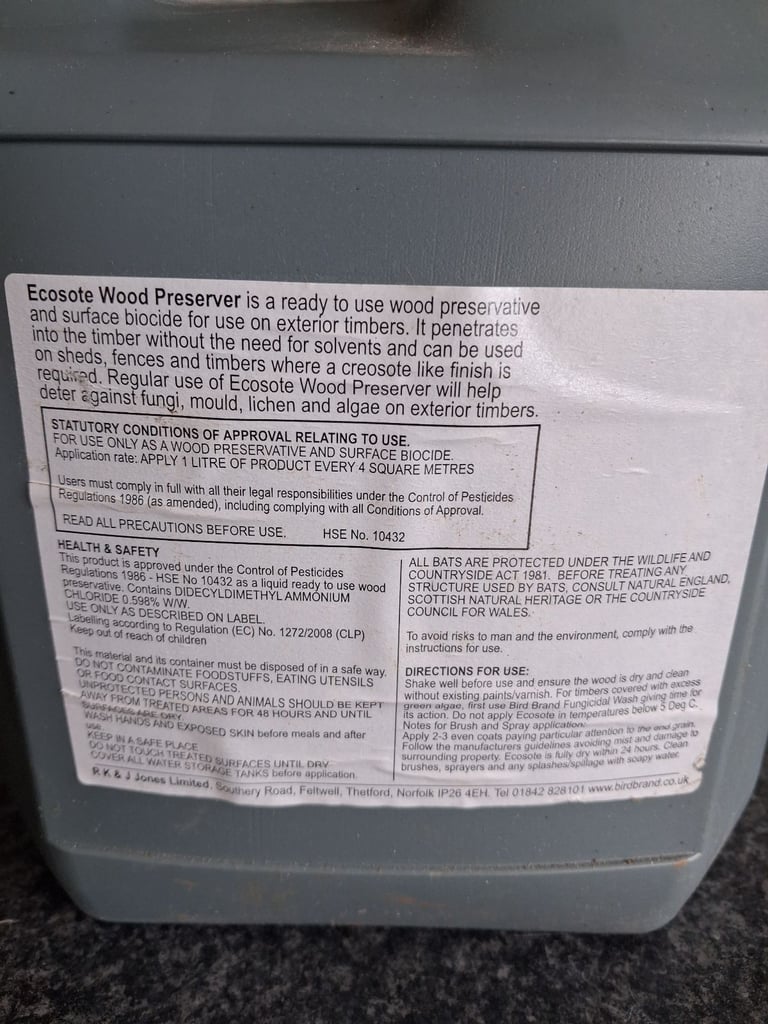 Ecosote Wood Preserver is a ready to use wood preservative
and surface biocide for use on exterior timbers. It penetrates
into the timber without the need for solvents and can be used
on sheds, fences and timbers where a creosote like finish is
required. Regular use of Ecosote Wood Preserver will help
deter against fungi, mould, lichen and algae on exterior timbers.
STATUTORY CONDITIONS OF APPROVAL RELATING TO USE.
FOR USE ONLY AS A WOOD PRESERVATIVE AND SURFACE BIOCIDE.
Application rate: APPLY 1 LITRE OF PRODUCT EVERY 4 SQUARE METRES
Users must comply in full with all their legal responsibilities under the Control of Pesticides
Regulations 1986 (as amended), including complying with all Conditions of Approval.
READ ALL PRECAUTIONS BEFORE USE. HSE No. 10432
HEALTH & SAFETY
This product is approved under the Control of Pesticides
Regulations 1986 - HSE No 10432 as a liquid ready to use wood
preservative. Contains DIDECYLDIMETHYL AMMONIUM
CHLORIDE 0.598% W/W.
USE ONLY AS DESCRIBED ON LABEL.
Labelling according to Regulation (EC) No. 1272/2008 (CLP)
Keep out of reach of children
This material and its container must be disposed of in a safe way.
DO NOT CONTAMINATE FOODSTUFFS, EATING UTENSILS
OR FOOD CONTACT SURFACES.
UNPROTECTED PERSONS AND ANIMALS SHOULD BE KEPT
AWAY FROM TREATED AREAS FOR 48 HOURS AND UNTIL
SURFACES ARE DRY.
WASH HANDS AND EXPOSED SKIN before meals and after
use.
KEEP IN A SAFE PLACE
DO NOT TOUCH TREATED SURFACES UNTIL DRY
COVER ALL WATER STORAGE TANKS before application.
ALL BATS ARE PROTECTED UNDER THE WILDLIFE AND
COUNTRYSIDE ACT 1981. BEFORE TREATING ANY
STRUCTURE USED BY BATS, CONSULT NATURAL ENGLAND,
SCOTTISH NATURAL HERITAGE OR THE COUNTRYSIDE
COUNCIL FOR WALES.
To avoid risks to man and the environment, comply with the
instructions for use.
DIRECTIONS FOR USE:
Shake well before use and ensure the wood is dry and clean
without existing paints/varnish. For timbers covered with excess
green algae, first use Bird Brand Fungicidal Wash giving time for
its action. Do not apply Ecosote in temperatures below 5 Deg C.
Notes for Brush and Spray application:
Apply 2-3 even coats paying particular attention to the end grain.
Follow the manufacturers guidelines avoiding mist and damage to
surrounding property. Ecosote is fully dry within 24 hours. Clean
brushes, sprayers and any splashes/spillage with soapy water.
R K & J Jones Limited, Southery Road, Feltwell, Thetford, Norfolk IP26 4EH. Tel 01842 828101 www.birdbrand.co.uk